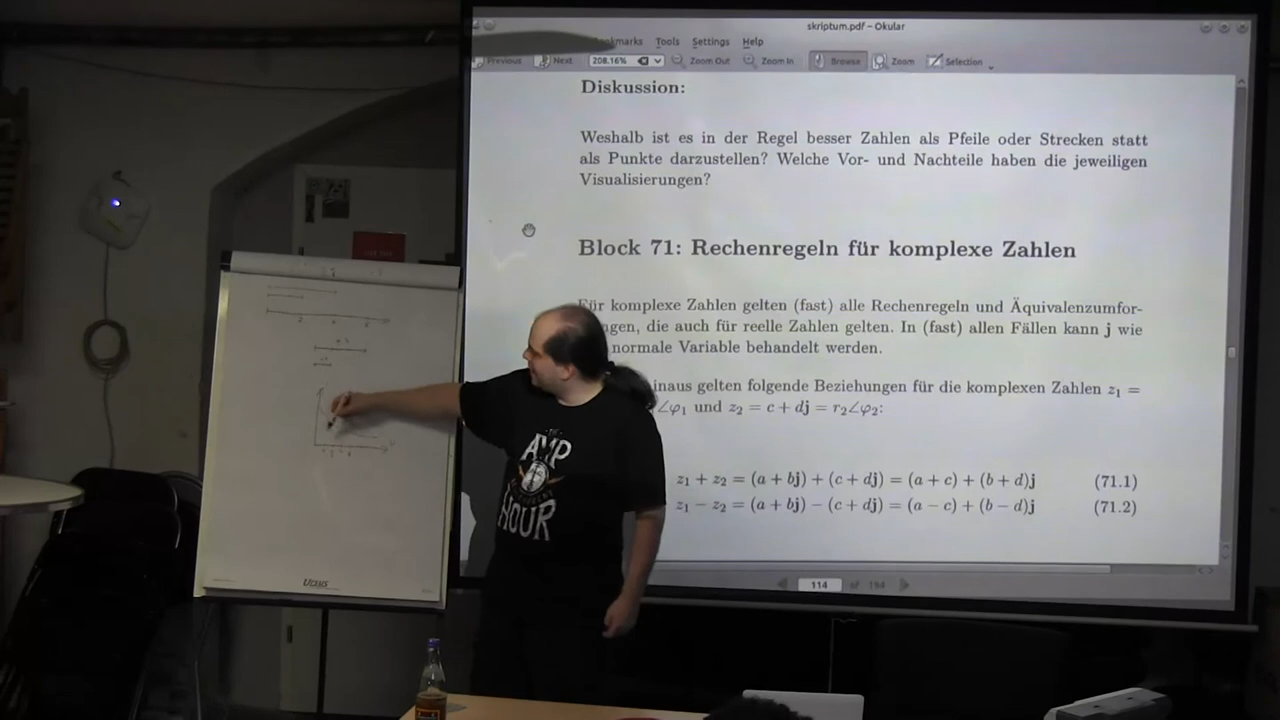 skriptum.pdf – Okular
Tools Settings Help
Previous Next 208.16% Zoom Out Zoom In Browse Zoom Selection
Diskussion:
Weshalb ist es in der Regel besser Zahlen als Pfeile oder Strecken statt
als Punkte darzustellen? Welche Vor- und Nachteile haben die jeweiligen
Visualisierungen?
Block 71: Rechenregeln für komplexe Zahlen
Für komplexe Zahlen gelten (fast) alle Rechenregeln und Äquivalenzumfor-
die auch für reelle Zahlen gelten. In (fast) allen Fällen kann j wie
normale Variable behandelt werden.
inaus gelten folgende Beziehungen für die komplexen Zahlen z₁ =
∠φ₁ und z₂ = c + dj = r₂∠φ₂:
z₁ + z₂ = (a + bj) + (c + dj) = (a + c) + (b + d)j (71.1)
z₁ − z₂ = (a + bj) − (c + dj) = (a − c) + (b − d)j (71.2)
114 of 194
THE
AMP
HOUR